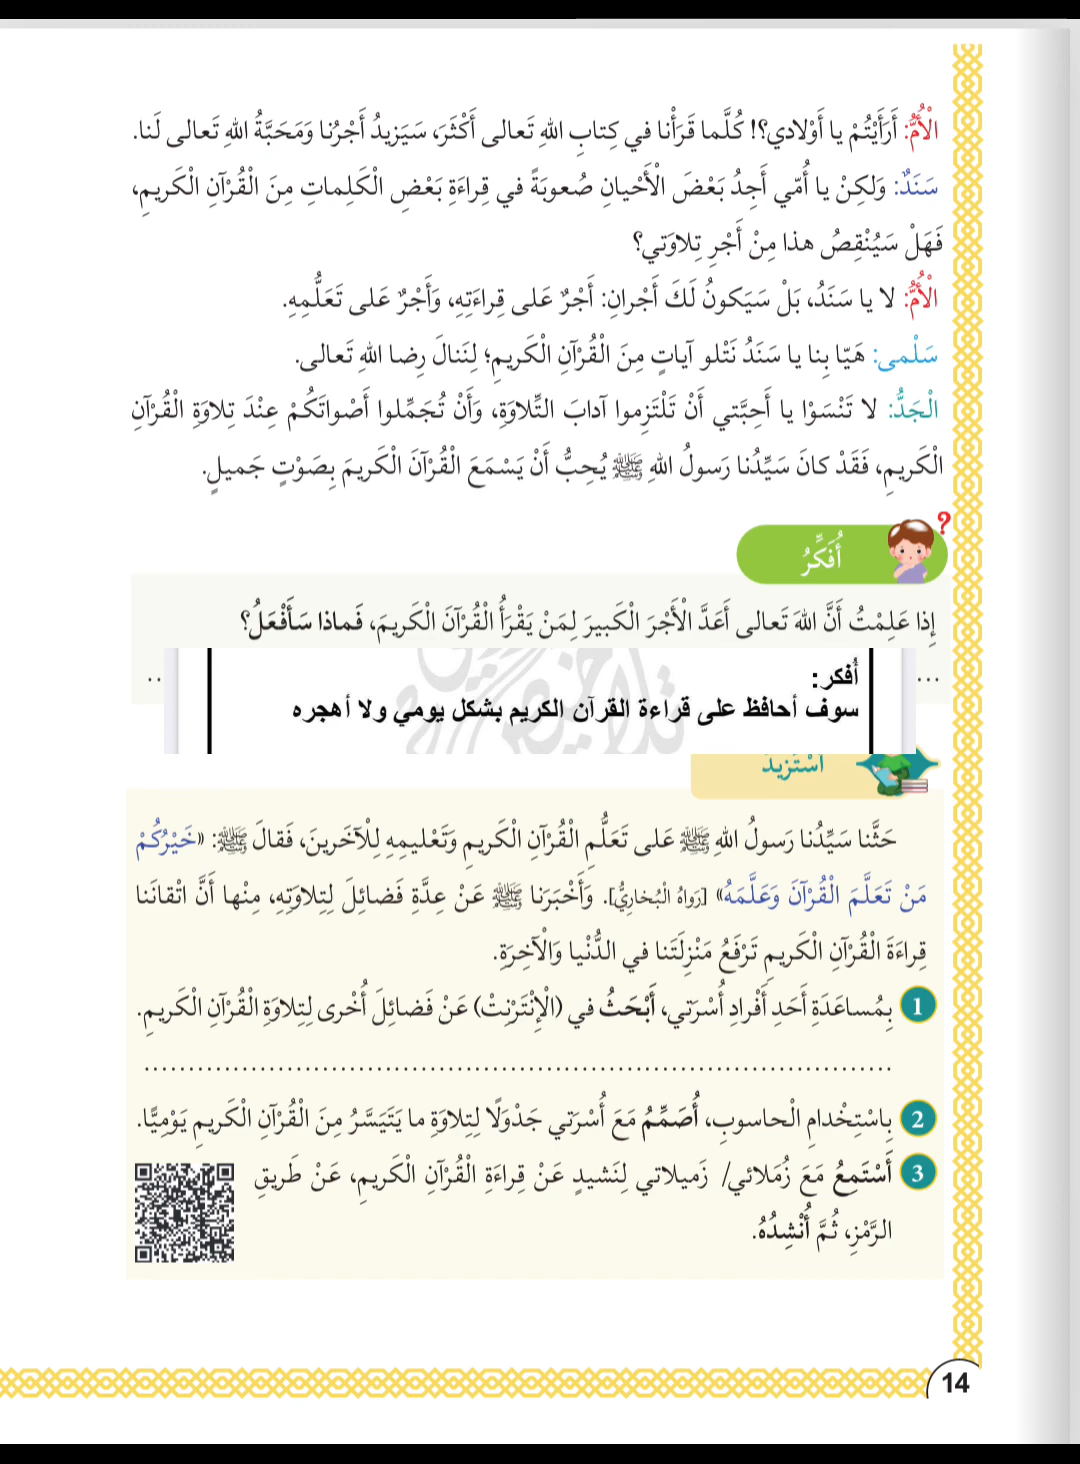 الْأُمُّ: أَرَأَيْتُمْ يا أَوْلادي؟! كُلَّما قَرَأْنا في كِتابِ اللهِ تَعالى أَكْثَرَ، سَيَزيدُ أَجْرُنا وَمَحَبَّةُ اللهِ تَعالى لَنا.
سَنَدٌ: وَلكِنْ يا أُمّي أَجِدُ بَعْضَ الْأَحْيانِ صُعوبَةً في قِراءَةِ بَعْضِ الْكَلِماتِ مِنَ الْقُرْآنِ الْكَريمِ،
فَهَلْ سَيُنْقِصُ هذا مِنْ أَجْرِ تِلاوَتي؟
الْأُمُّ: لا يا سَنَدُ، بَلْ سَيَكونُ لَكَ أَجْرانِ: أَجْرٌ عَلى قِراءَتِهِ، وَأَجْرٌ عَلى تَعَلُّمِهِ.
سَلْمى: هَيّا بِنا يا سَنَدُ نَتْلو آياتٍ مِنَ الْقُرْآنِ الْكَريمِ؛ لِنَنالَ رِضا اللهِ تَعالى.
الْجَدُّ: لا تَنْسَوْا يا أَحِبَّتي أَنْ تَلْتَزِموا آدابَ التِّلاوَةِ، وَأَنْ تُجَمِّلوا أَصْواتَكُمْ عِنْدَ تِلاوَةِ الْقُرْآنِ
الْكَريمِ، فَقَدْ كانَ سَيِّدُنا رَسولُ اللهِ ﷺ يُحِبُّ أَنْ يَسْمَعَ الْقُرْآنَ الْكَريمَ بِصَوْتٍ جَميلٍ.
؟
أُفَكِّرُ
إِذا عَلِمْتُ أَنَّ اللهَ تَعالى أَعَدَّ الْأَجْرَ الْكَبيرَ لِمَنْ يَقْرَأُ الْقُرْآنَ الْكَريمَ، فَماذا سَأَفْعَلُ؟
أُفكر:
سوف أحافظ على قراءة القرآن الكريم بشكل يومي ولا أهجره
أَسْتَزيدُ
حَثَّنا سَيِّدُنا رَسولُ اللهِ ﷺ عَلى تَعَلُّمِ الْقُرْآنِ الْكَريمِ وَتَعْليمِهِ لِلْآخَرينَ، فَقالَ ﷺ: «خَيْرُكُمْ
مَنْ تَعَلَّمَ الْقُرْآنَ وَعَلَّمَهُ» [رَواهُ الْبُخارِيُّ]. وَأَخْبَرَنا ﷺ عَنْ عِدَّةِ فَضائِلَ لِتِلاوَتِهِ، مِنْها أَنَّ اتْقانَنا
قِراءَةَ الْقُرْآنِ الْكَريمِ تَرْفَعُ مَنْزِلَتَنا في الدُّنْيا وَالْآخِرَةِ.
1 بِمُساعَدَةِ أَحَدِ أَفْرادِ أُسْرَتي، أَبْحَثُ في (الْإِنْتَرْنِتْ) عَنْ فَضائِلَ أُخْرى لِتِلاوَةِ الْقُرْآنِ الْكَريمِ.
2 بِاسْتِخْدامِ الْحاسوبِ، أُصَمِّمُ مَعَ أُسْرَتي جَدْوَلًا لِتِلاوَةِ ما يَتَيَسَّرُ مِنَ الْقُرْآنِ الْكَريمِ يَوْمِيًّا.
3 أَسْتَمِعُ مَعَ زُمَلائي/ زَميلاتي لِنَشيدٍ عَنْ قِراءَةِ الْقُرْآنِ الْكَريمِ، عَنْ طَريقِ
الرَّمْزِ، ثُمَّ أُنْشِدُهُ.
14